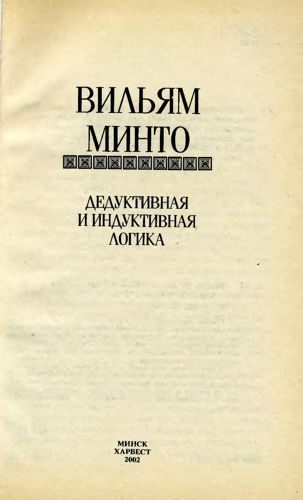 ВИЛЬЯМ
МИНТО
ДЕДУКТИВНАЯ
И ИНДУКТИВНАЯ
ЛОГИКА
МИНСК
ХАРВЕСТ
2002